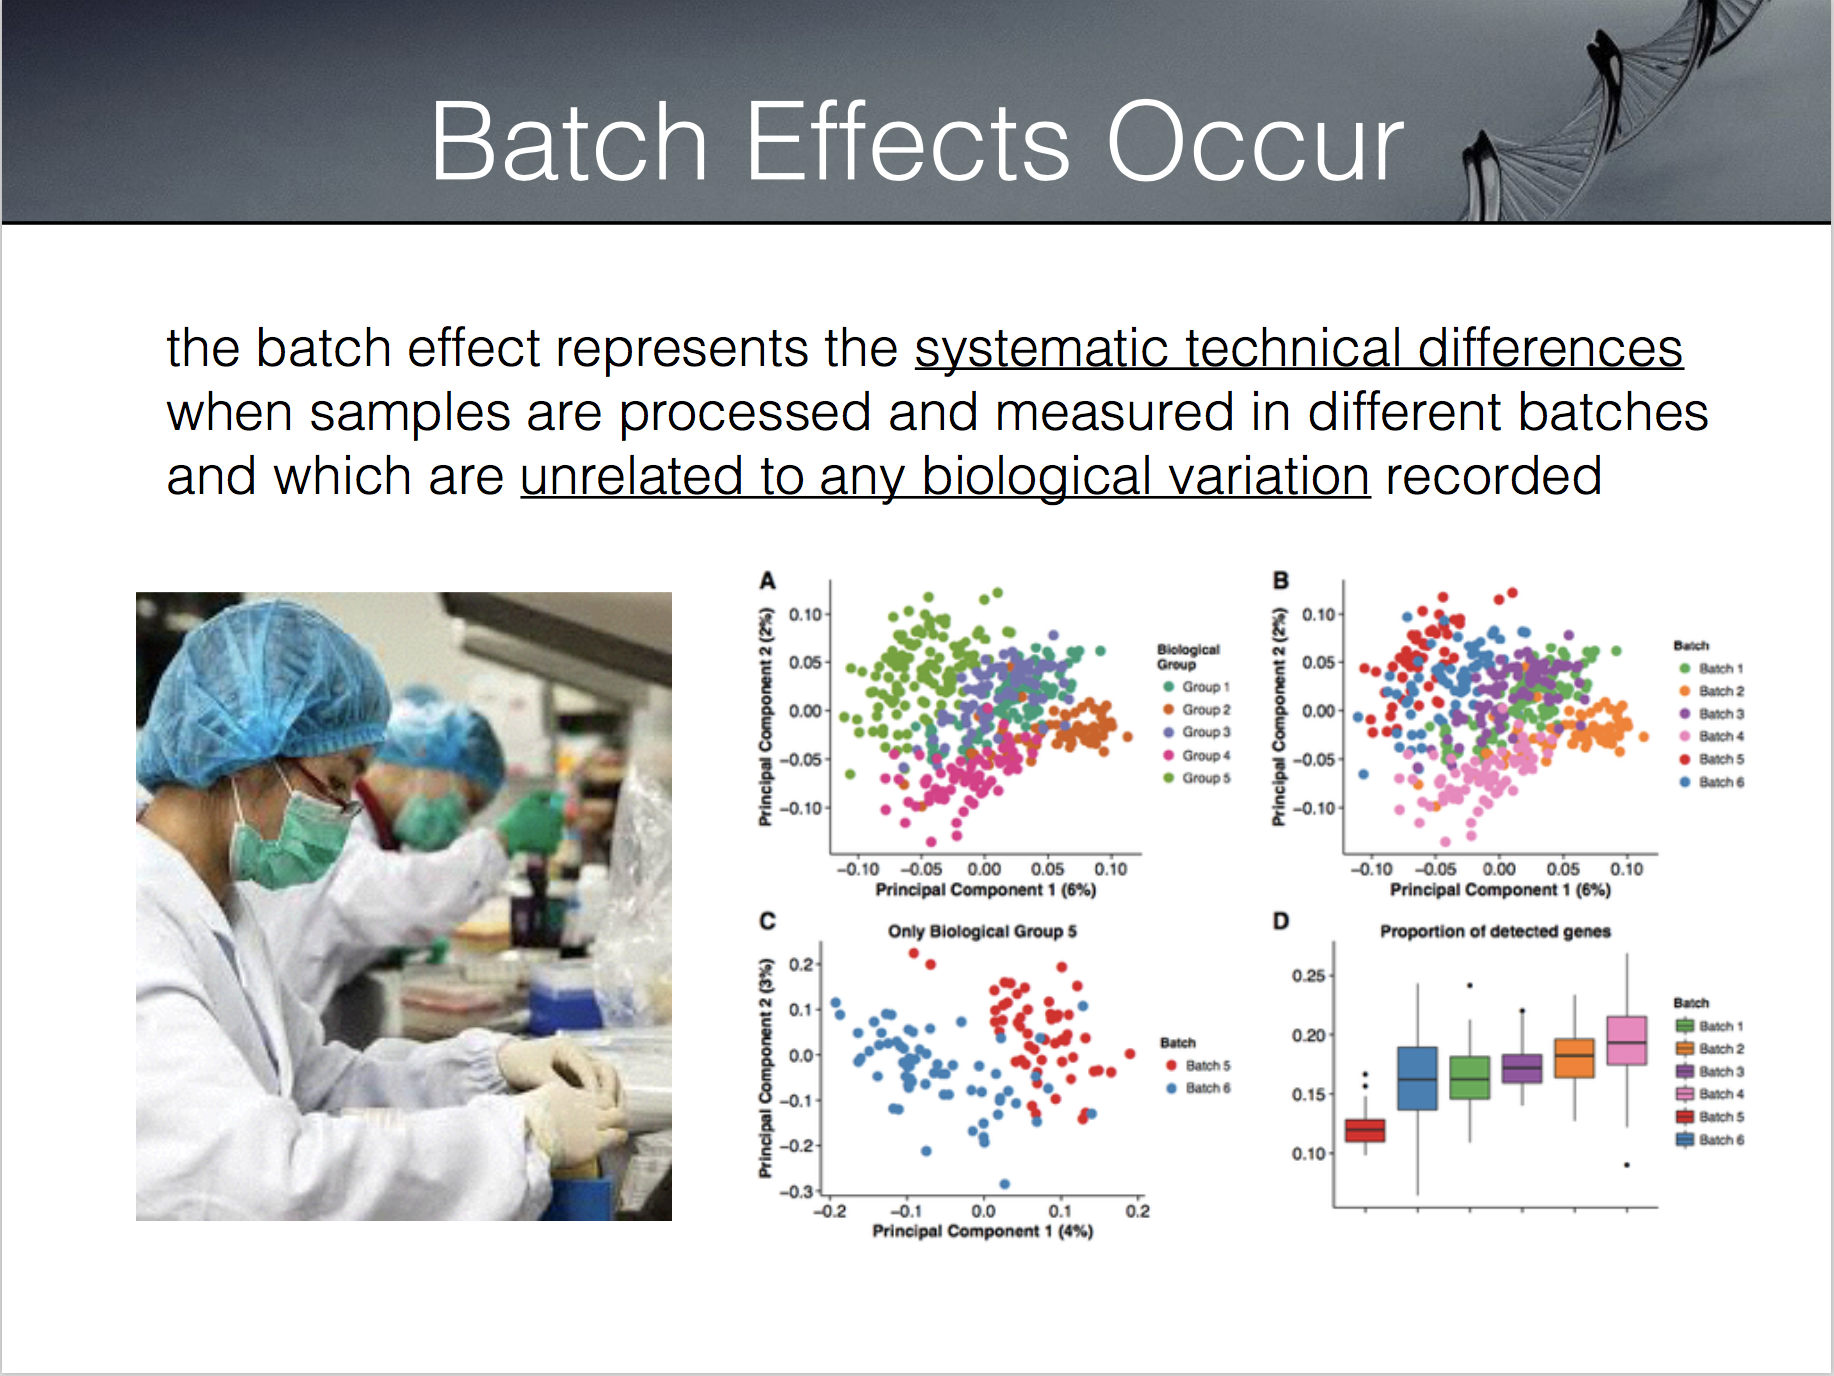 Batch Effects Occur
the batch effect represents the systematic technical differences
when samples are processed and measured in different batches
and which are unrelated to any biological variation recorded
A
Principal Component 2 (2%)
0.10
0.05
0.00
−0.05
−0.10
−0.10 −0.05 0.00 0.05 0.10
Principal Component 1 (6%)
Biological
Group
Group 1
Group 2
Group 3
Group 4
Group 5
B
Principal Component 2 (2%)
0.10
0.05
0.00
−0.05
−0.10
−0.10 −0.05 0.00 0.05 0.10
Principal Component 1 (6%)
Batch
Batch 1
Batch 2
Batch 3
Batch 4
Batch 5
Batch 6
C
Only Biological Group 5
Principal Component 2 (3%)
0.2
0.1
0.0
−0.1
−0.2
−0.3
−0.2 −0.1 0.0 0.1 0.2
Principal Component 1 (4%)
Batch
Batch 5
Batch 6
D
Proportion of detected genes
0.25
0.20
0.15
0.10
Batch
Batch 1
Batch 2
Batch 3
Batch 4
Batch 5
Batch 6